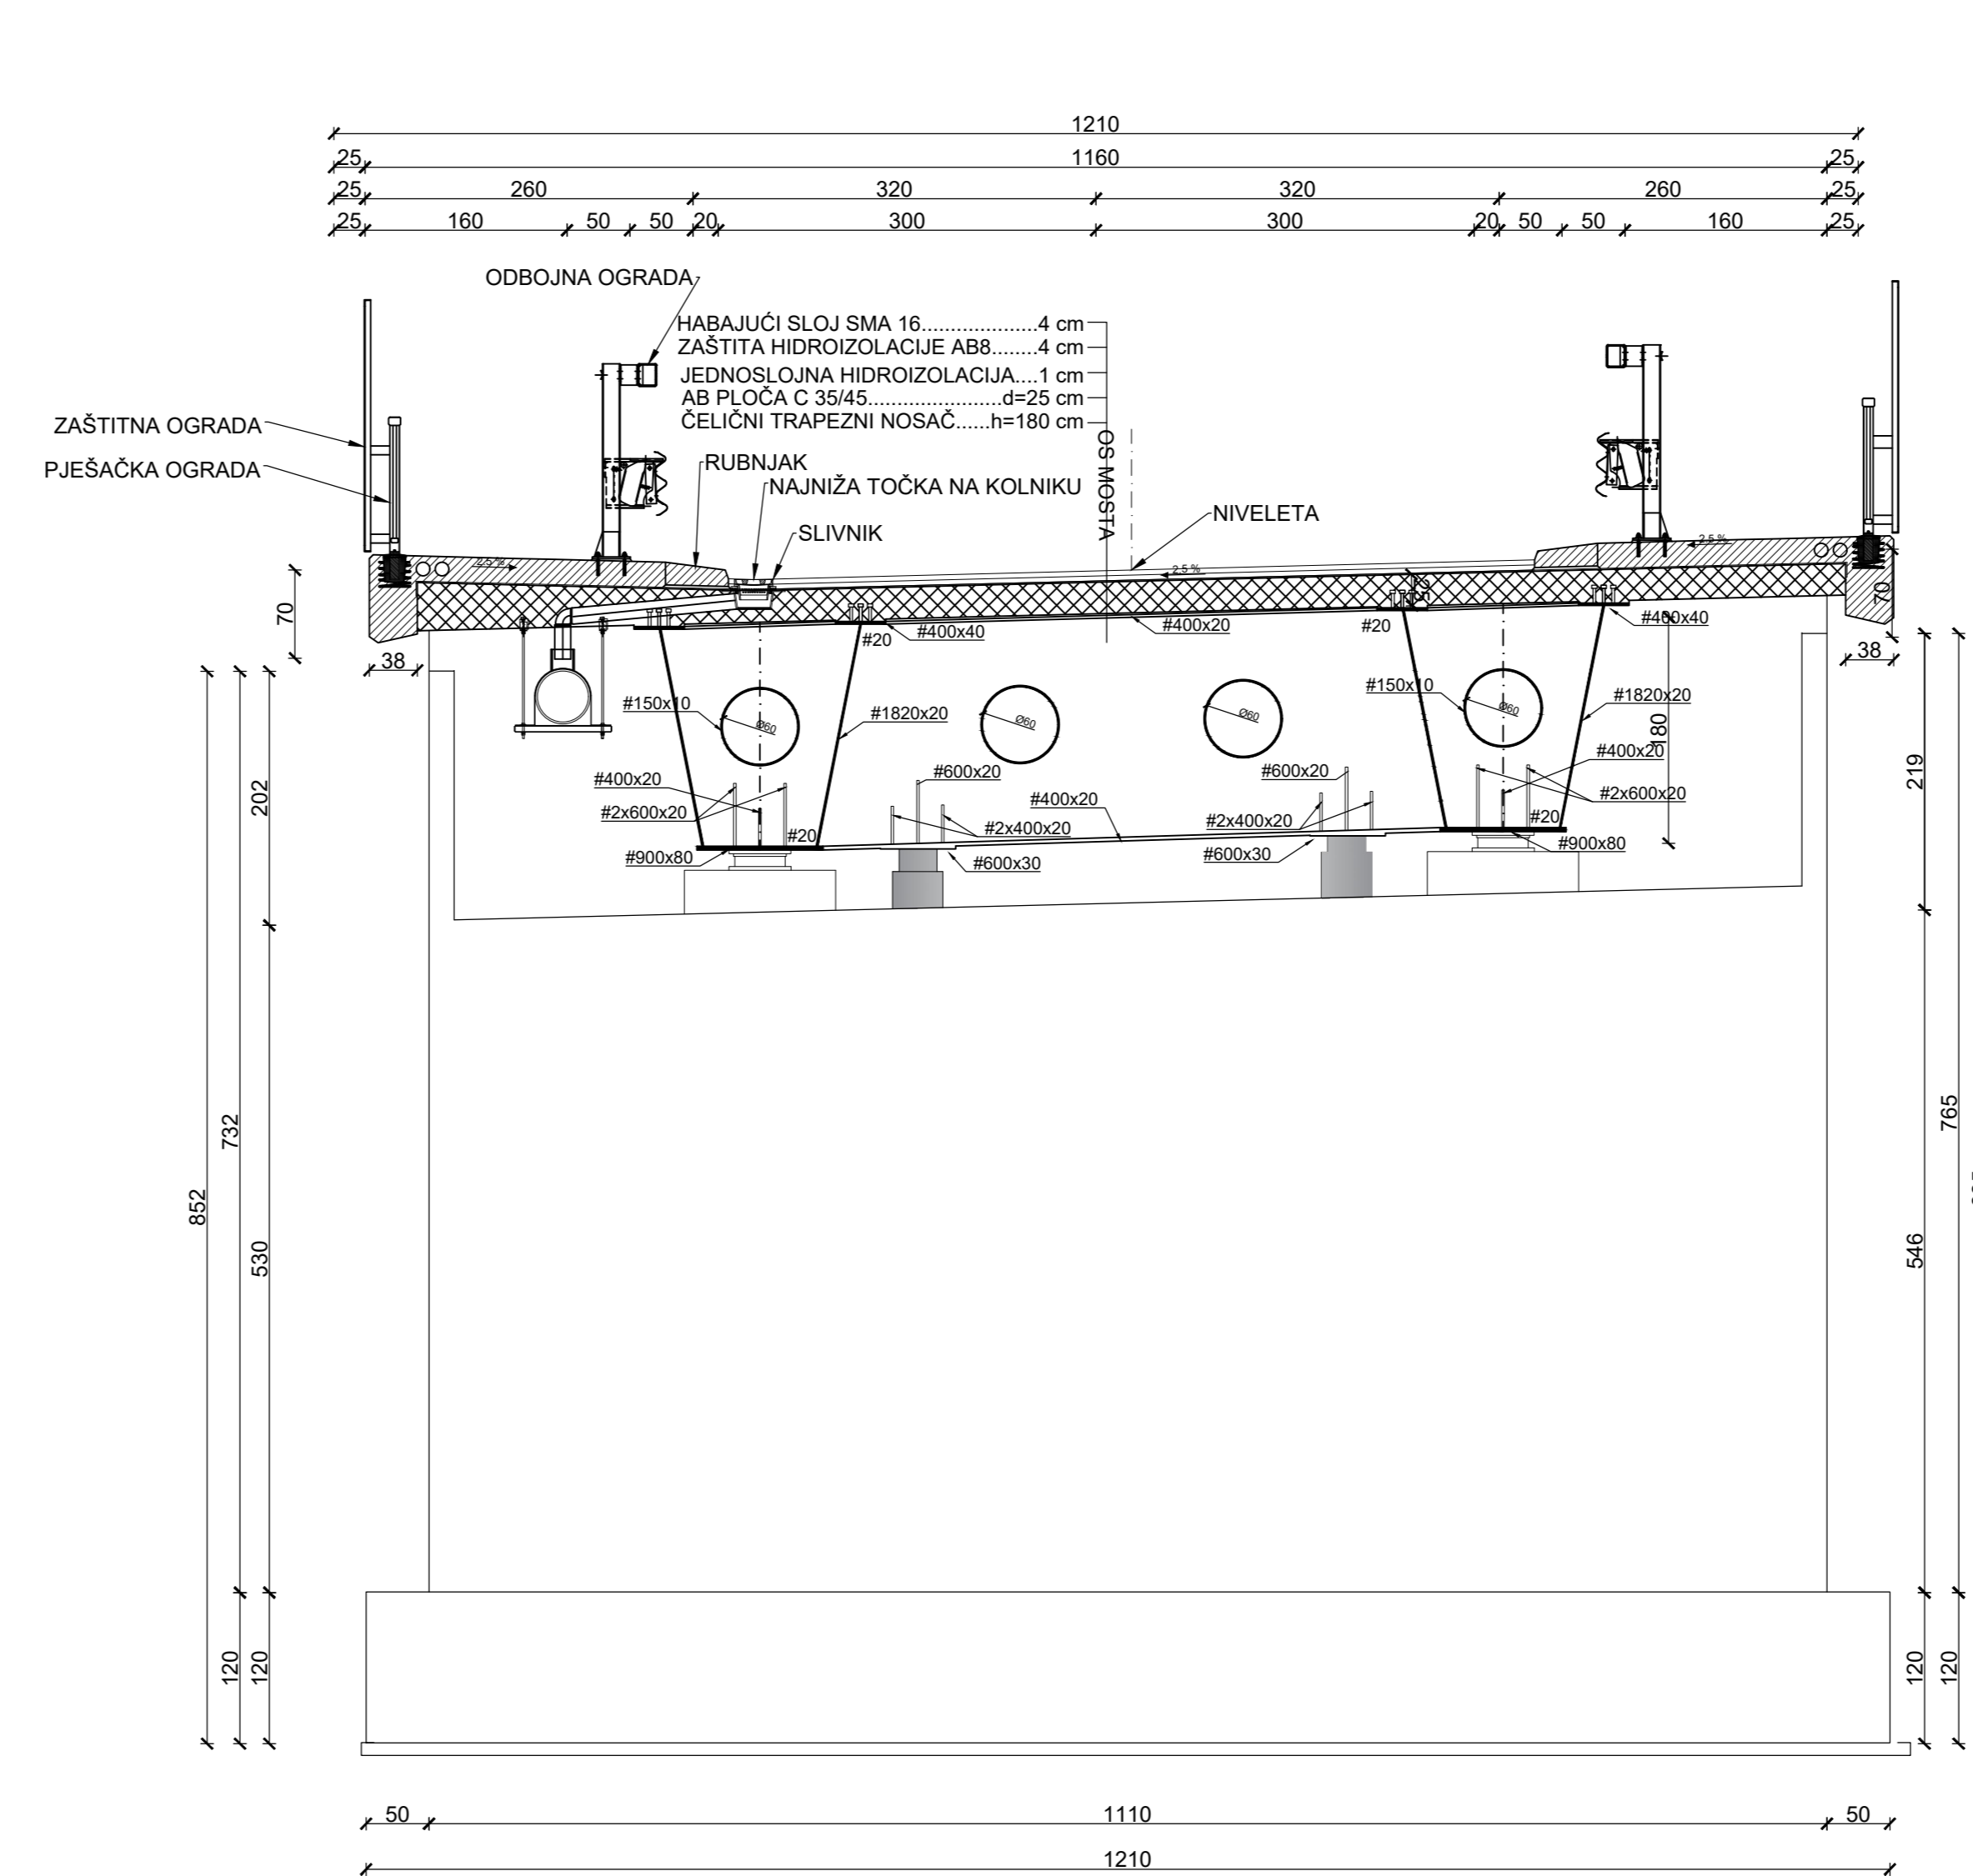 1210
25 1160 25
25 260 320 320 260 25
25 160 50 50 20 300 300 20 50 50 160 25
ODBOJNA OGRADA
HABAJUĆI SLOJ SMA 16....................4 cm
ZAŠTITA HIDROIZOLACIJE AB8........4 cm
JEDNOSLOJNA HIDROIZOLACIJA....1 cm
AB PLOČA C 35/45.......................d=25 cm
ČELIČNI TRAPEZNI NOSAČ......h=180 cm
ZAŠTITNA OGRADA
PJEŠAČKA OGRADA
RUBNJAK
NAJNIŽA TOČKA NA KOLNIKU
SLIVNIK
OS MOSTA
NIVELETA
2.5 %
2.5 %
2.5 %
25
70
70
38
38
#20
#400x40
#400x20
#20
#400x40
#150x10
Ø60
#1820x20
Ø60
Ø60
#150x10
Ø60
#1820x20
180
#400x20
#2x600x20
#20
#900x80
#600x20
#2x400x20
#600x30
#400x20
#600x20
#2x400x20
#600x30
#400x20
#2x600x20
#20
#900x80
202
732
852
530
120
120
219
765
546
120
120
50 1110 50
1210